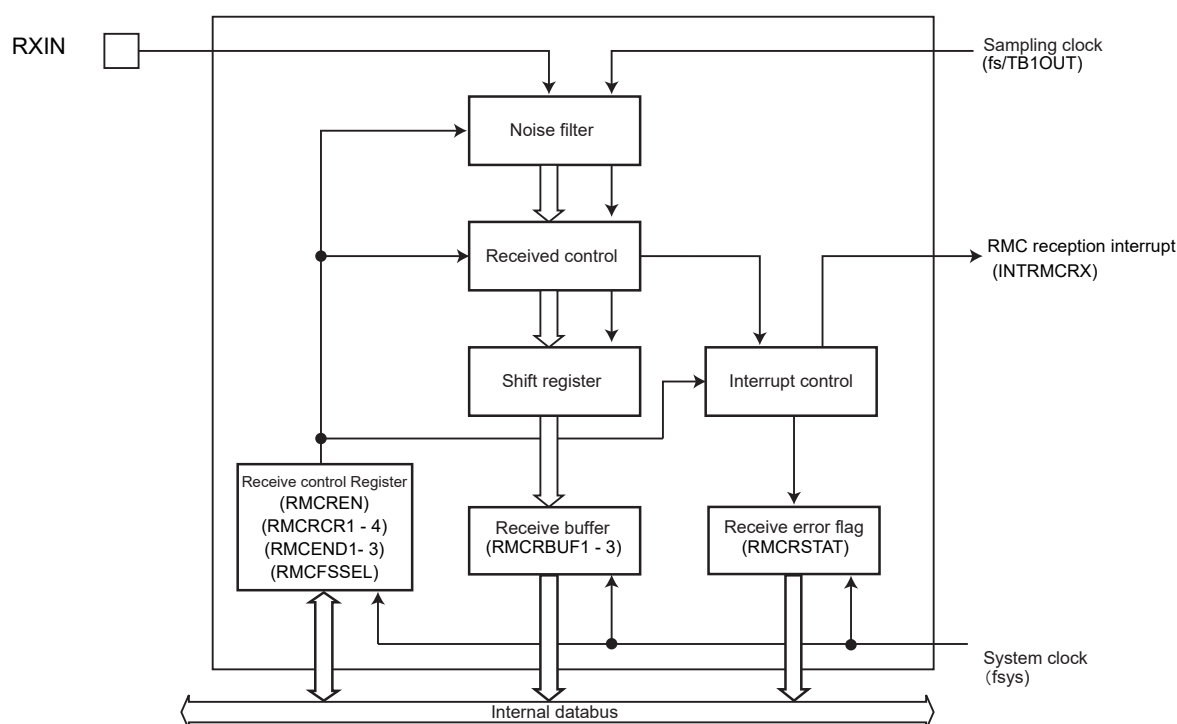 RXIN
Sampling clock
(fs/TB1OUT)
Noise filter
Received control
RMC reception interrupt
(INTRMCRX)
Shift register
Interrupt control
Receive control Register
(RMCREN)
(RMCRCR1 - 4)
(RMCEND1- 3)
(RMCFSSEL)
Receive buffer
(RMCRBUF1 - 3)
Receive error flag
(RMCRSTAT)
System clock
(fsys)
Internal databus